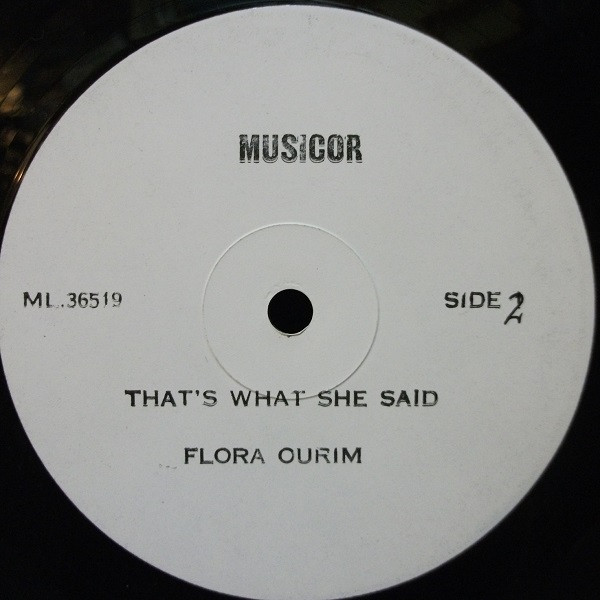 MUSICOR
ML.36519
SIDE 2
THAT'S WHAT SHE SAID
FLORA OURIM